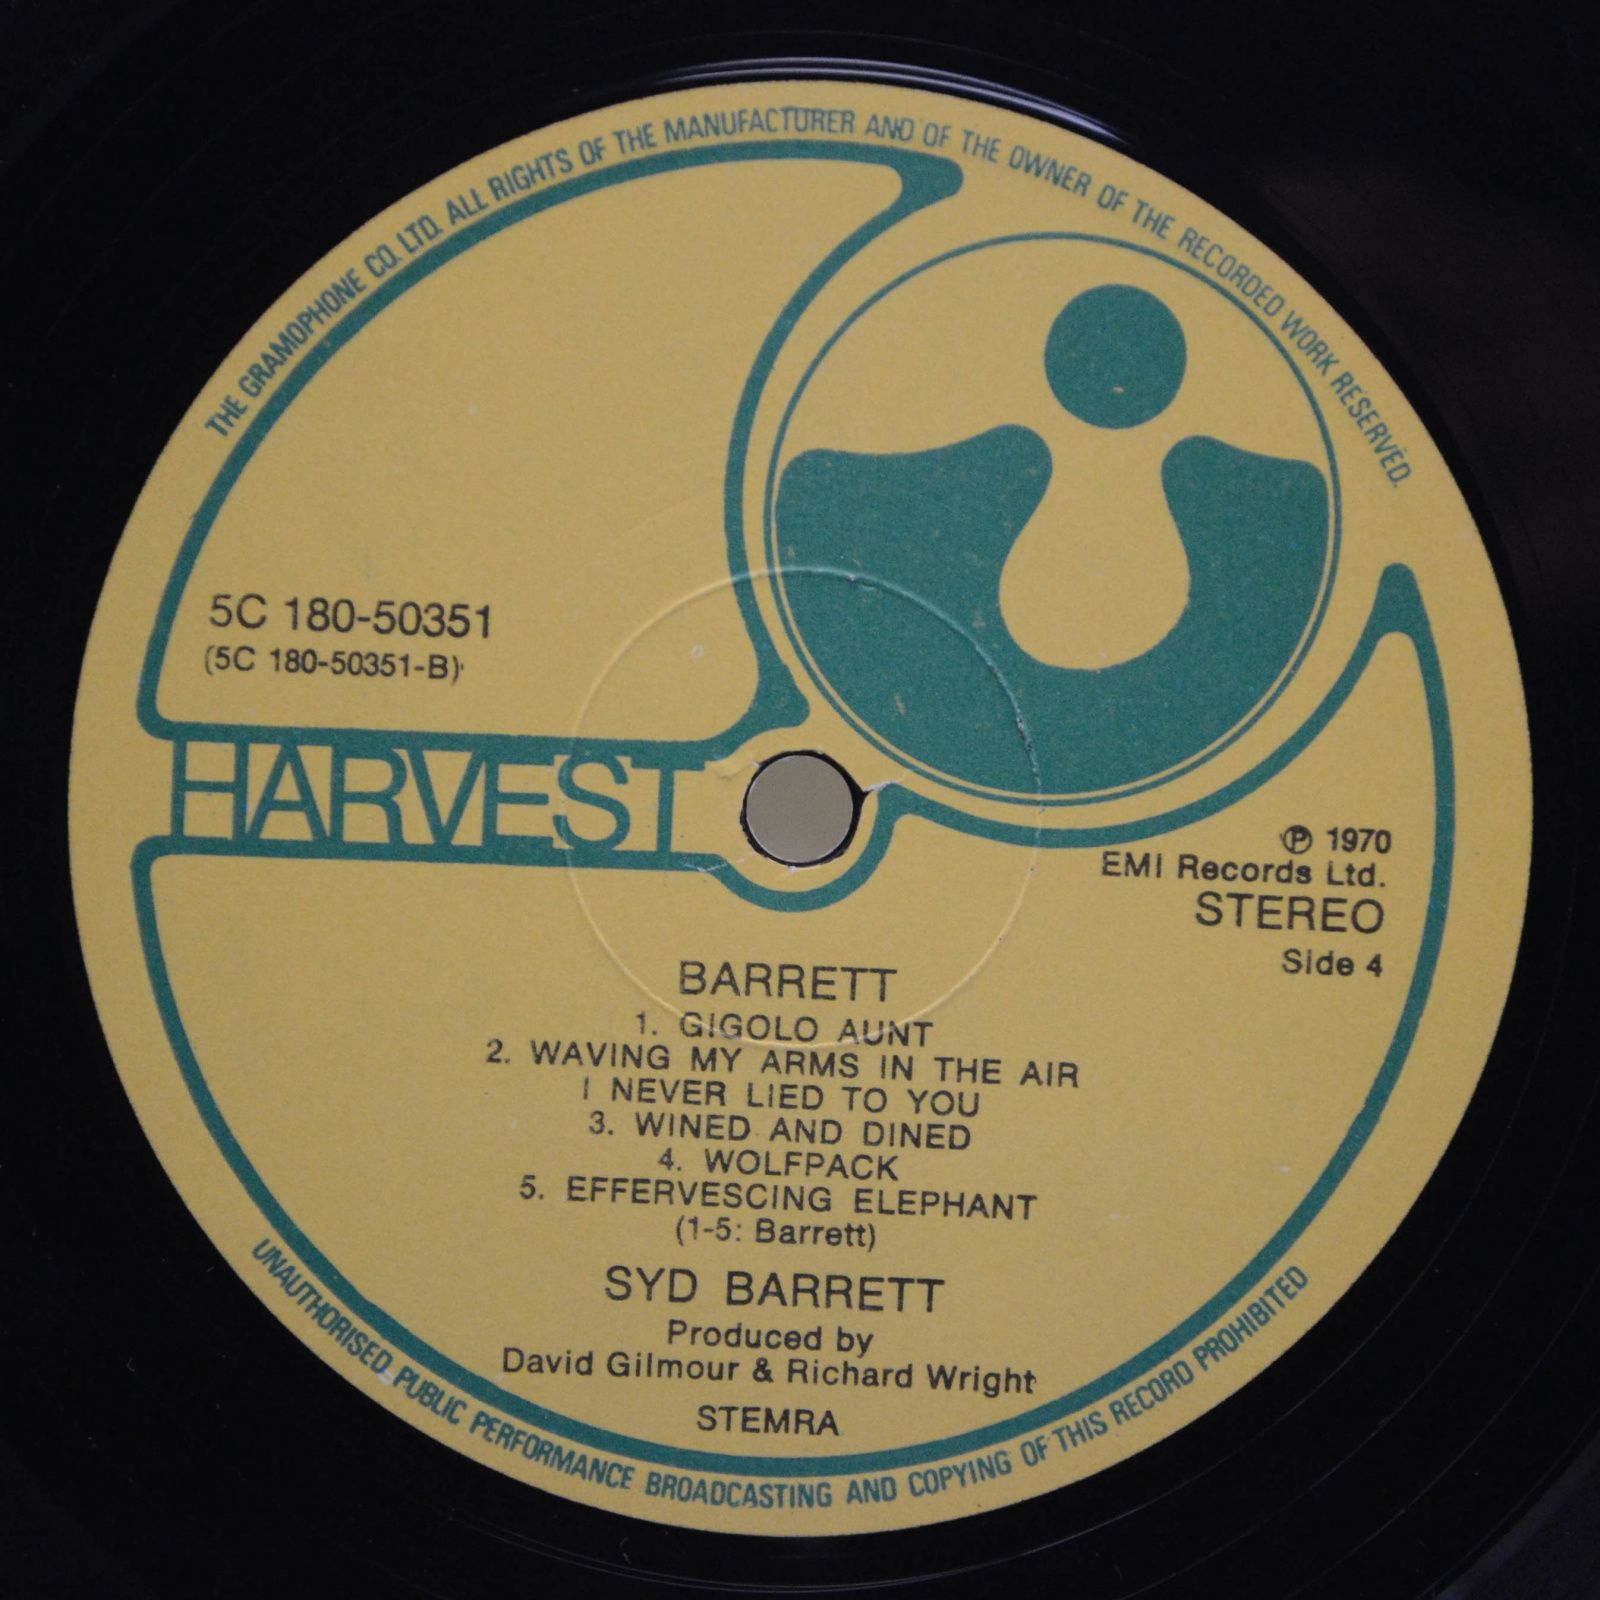 THE GRAMOPHONE CO. LTD. ALL RIGHTS OF THE MANUFACTURER AND OF THE OWNER OF THE RECORDED WORK RESERVED.
5C 180-50351
(5C 180-50351-B)
HARVEST
℗ 1970
EMI Records Ltd.
STEREO
Side 4
BARRETT
1. GIGOLO AUNT
2. WAVING MY ARMS IN THE AIR
I NEVER LIED TO YOU
3. WINED AND DINED
4. WOLFPACK
5. EFFERVESCING ELEPHANT
(1-5: Barrett)
SYD BARRETT
Produced by
David Gilmour & Richard Wright
STEMRA
UNAUTHORISED PUBLIC PERFORMANCE BROADCASTING AND COPYING OF THIS RECORD PROHIBITED